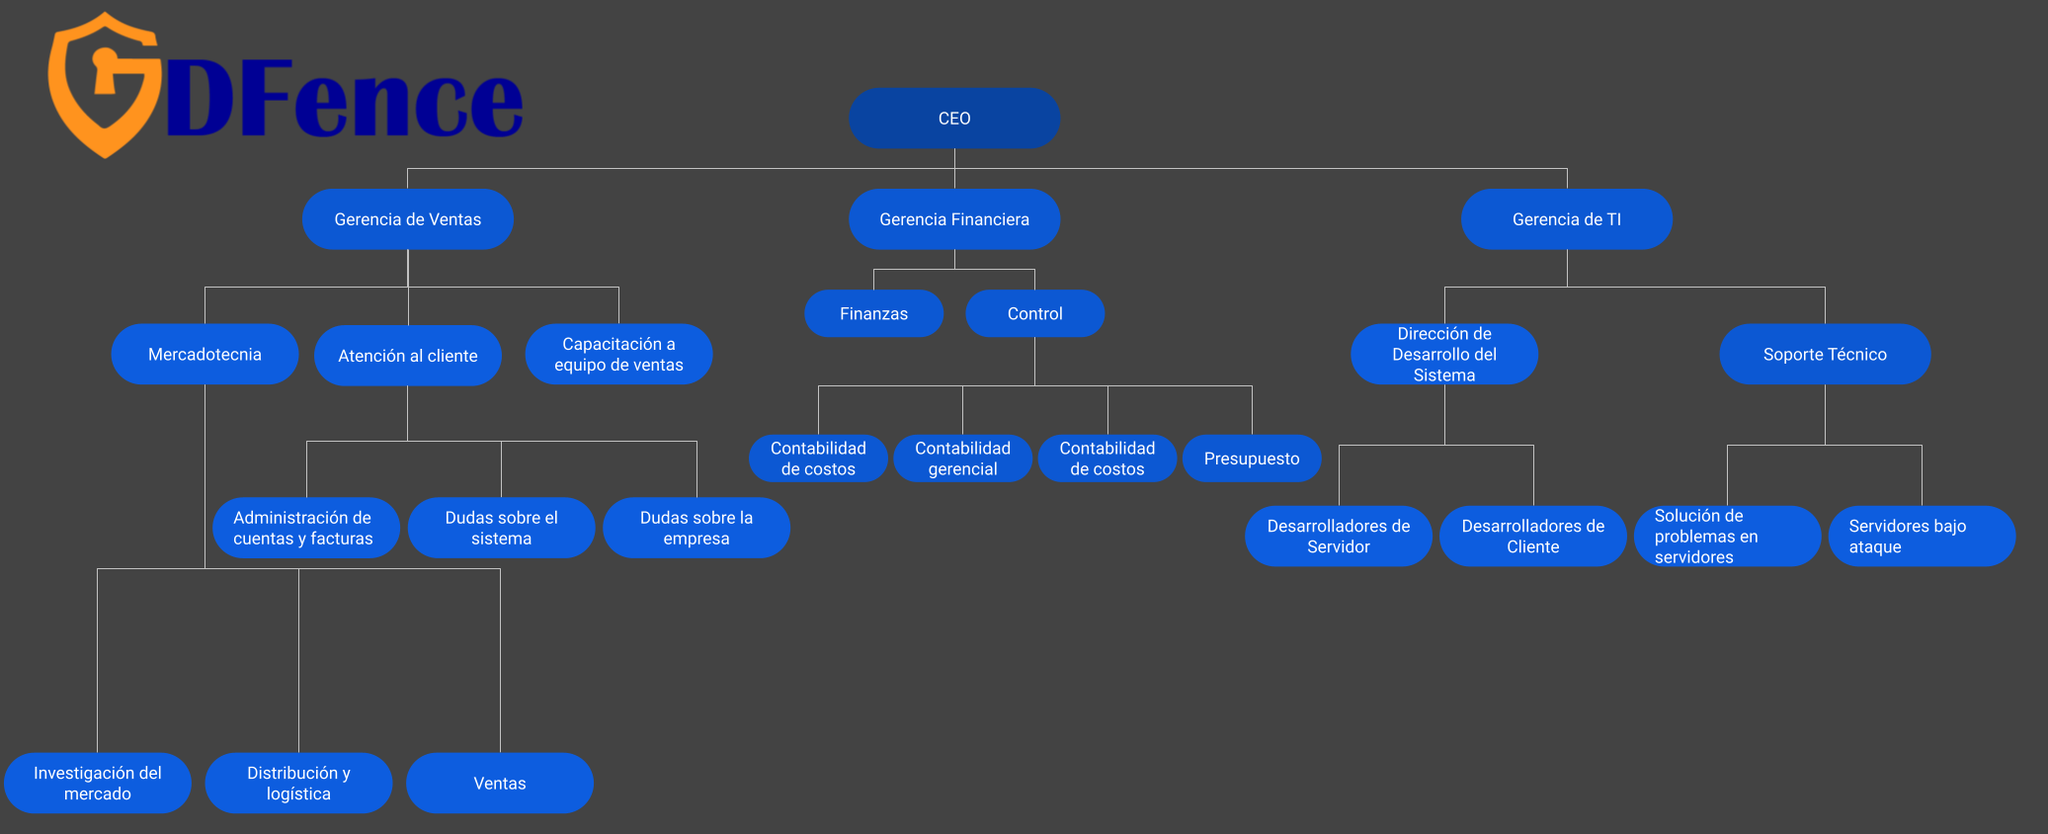 GDFence
CEO
Gerencia de Ventas
Gerencia Financiera
Gerencia de TI
Finanzas
Control
Mercadotecnia
Atención al cliente
Capacitación a
equipo de ventas
Dirección de
Desarrollo del
Sistema
Soporte Técnico
Contabilidad
de costos
Contabilidad
gerencial
Contabilidad
de costos
Presupuesto
Administración de
cuentas y facturas
Dudas sobre el
sistema
Dudas sobre la
empresa
Desarrolladores de
Servidor
Desarrolladores de
Cliente
Solución de
problemas en
servidores
Servidores bajo
ataque
Investigación del
mercado
Distribución y
logística
Ventas